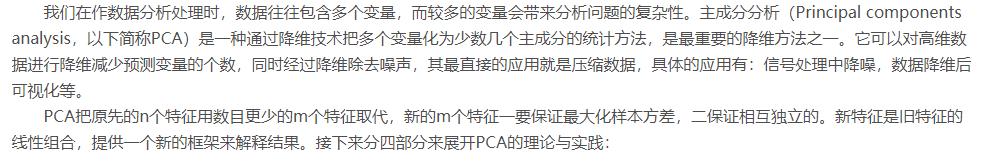 我们在作数据分析处理时，数据往往包含多个变量，而较多的变量会带来分析问题的复杂性。主成分分析（Principal components
analysis，以下简称PCA）是一种通过降维技术把多个变量化为少数几个主成分的统计方法，是最重要的降维方法之一。它可以对高维数
据进行降维减少预测变量的个数，同时经过降维除去噪声，其最直接的应用就是压缩数据，具体的应用有：信号处理中降噪，数据降维后
可视化等。
PCA把原先的n个特征用数目更少的m个特征取代，新的m个特征一要保证最大化样本方差，二保证相互独立的。新特征是旧特征的
线性组合，提供一个新的框架来解释结果。接下来分四部分来展开PCA的理论与实践：